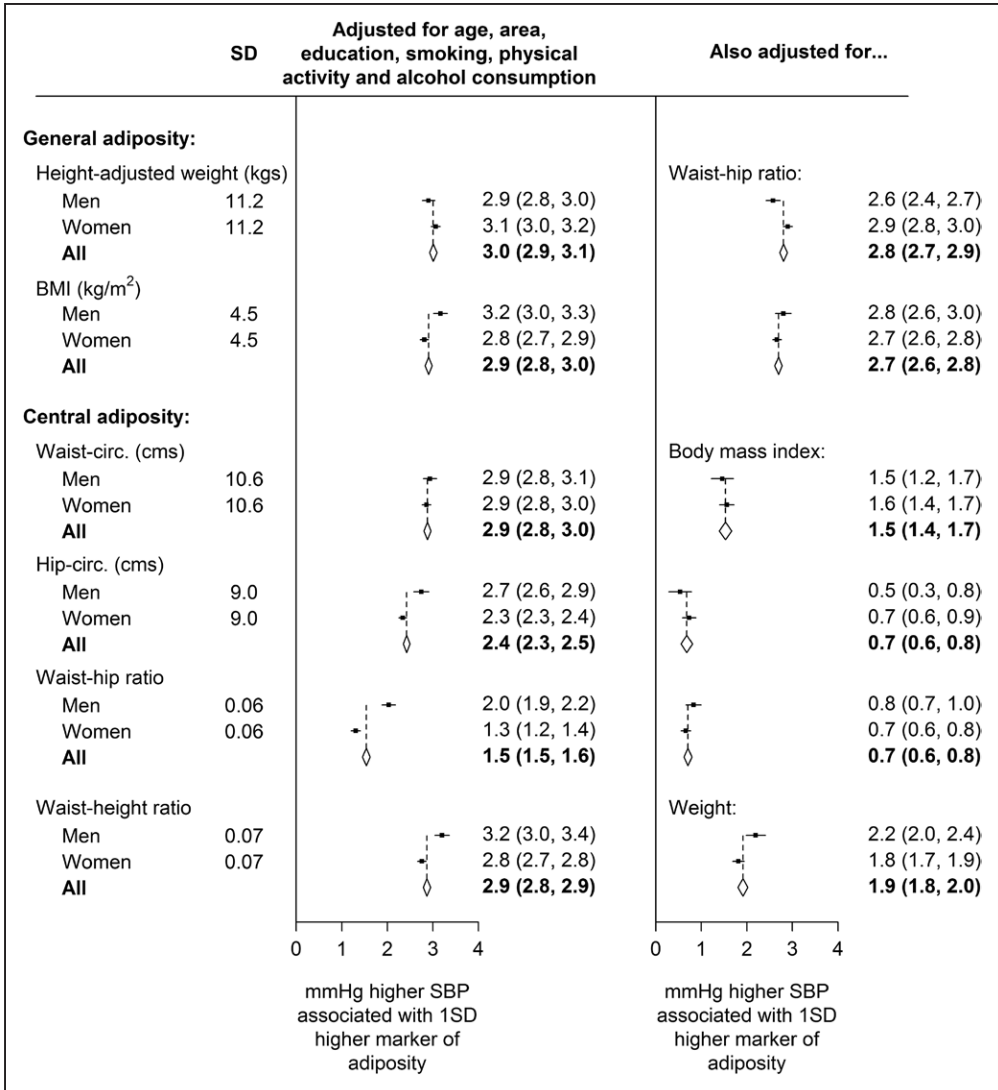 SD
Adjusted for age, area,
education, smoking, physical
activity and alcohol consumption
Also adjusted for...
General adiposity:
Height-adjusted weight (kgs)
Waist-hip ratio:
Men 11.2 2.9 (2.8, 3.0) 2.6 (2.4, 2.7)
Women 11.2 3.1 (3.0, 3.2) 2.9 (2.8, 3.0)
All 3.0 (2.9, 3.1) 2.8 (2.7, 2.9)
BMI (kg/m²)
Men 4.5 3.2 (3.0, 3.3) 2.8 (2.6, 3.0)
Women 4.5 2.8 (2.7, 2.9) 2.7 (2.6, 2.8)
All 2.9 (2.8, 3.0) 2.7 (2.6, 2.8)
Central adiposity:
Waist-circ. (cms)
Body mass index:
Men 10.6 2.9 (2.8, 3.1) 1.5 (1.2, 1.7)
Women 10.6 2.9 (2.8, 3.0) 1.6 (1.4, 1.7)
All 2.9 (2.8, 3.0) 1.5 (1.4, 1.7)
Hip-circ. (cms)
Men 9.0 2.7 (2.6, 2.9) 0.5 (0.3, 0.8)
Women 9.0 2.3 (2.3, 2.4) 0.7 (0.6, 0.9)
All 2.4 (2.3, 2.5) 0.7 (0.6, 0.8)
Waist-hip ratio
Men 0.06 2.0 (1.9, 2.2) 0.8 (0.7, 1.0)
Women 0.06 1.3 (1.2, 1.4) 0.7 (0.6, 0.8)
All 1.5 (1.5, 1.6) 0.7 (0.6, 0.8)
Waist-height ratio
Weight:
Men 0.07 3.2 (3.0, 3.4) 2.2 (2.0, 2.4)
Women 0.07 2.8 (2.7, 2.8) 1.8 (1.7, 1.9)
All 2.9 (2.8, 2.9) 1.9 (1.8, 2.0)
0 1 2 3 4
0 1 2 3 4
mmHg higher SBP
associated with 1SD
higher marker of
adiposity
mmHg higher SBP
associated with 1SD
higher marker of
adiposity